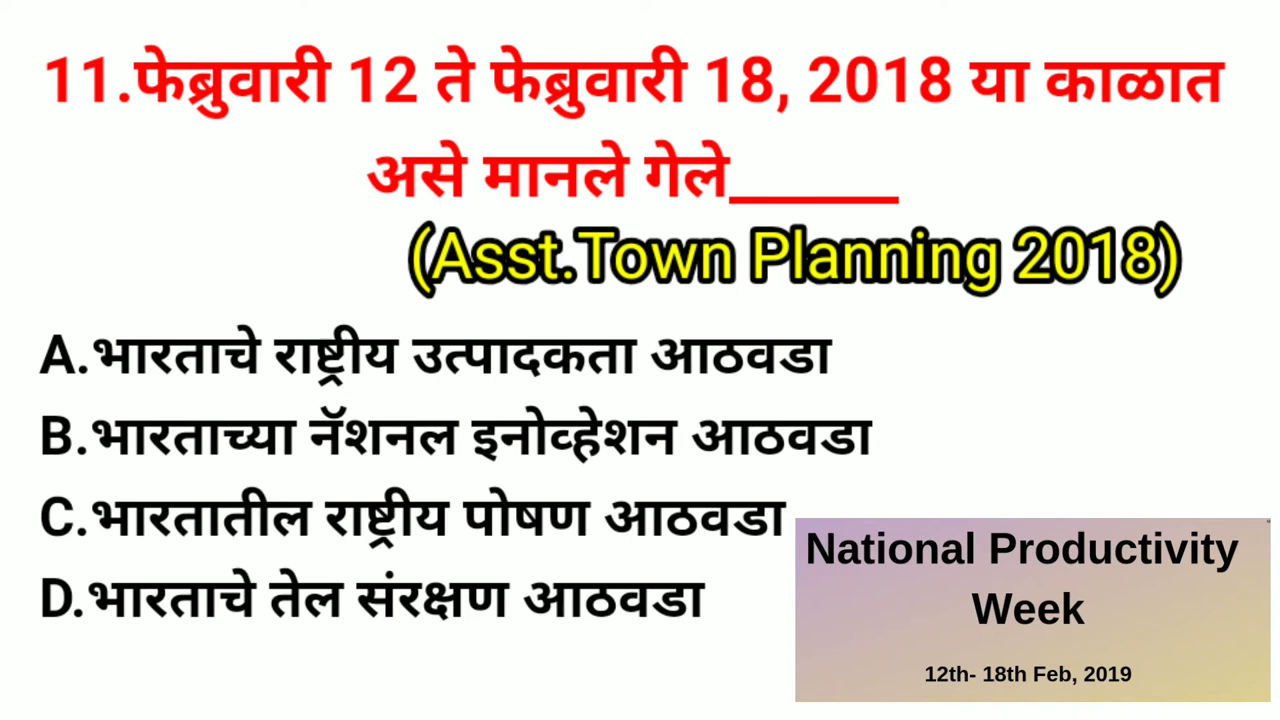 11.फेब्रुवारी 12 ते फेब्रुवारी 18, 2018 या काळात
असे मानले गेले______
(Asst.Town Planning 2018)
A.भारताचे राष्ट्रीय उत्पादकता आठवडा
B.भारताच्या नॅशनल इनोव्हेशन आठवडा
C.भारतातील राष्ट्रीय पोषण आठवडा
D.भारताचे तेल संरक्षण आठवडा
National Productivity
Week
12th- 18th Feb, 2019